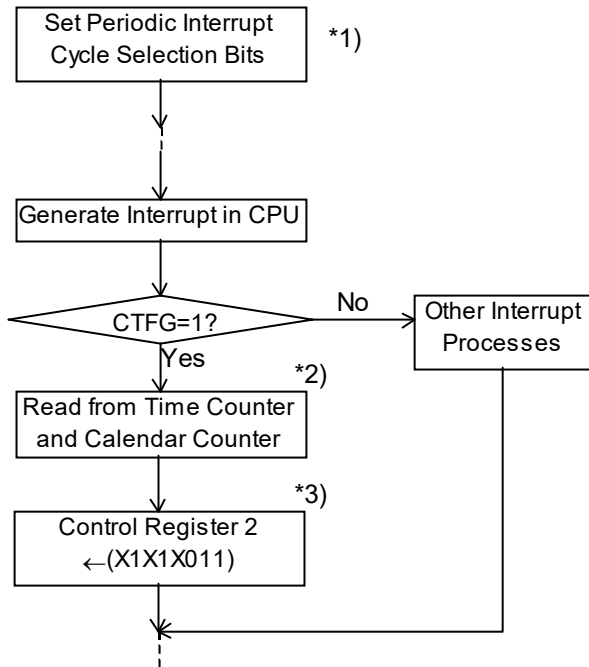 Set Periodic Interrupt
Cycle Selection Bits
*1)
Generate Interrupt in CPU
CTFG=1?
No
Other Interrupt
Processes
Yes
*2)
Read from Time Counter
and Calendar Counter
*3)
Control Register 2
←(X1X1X011)